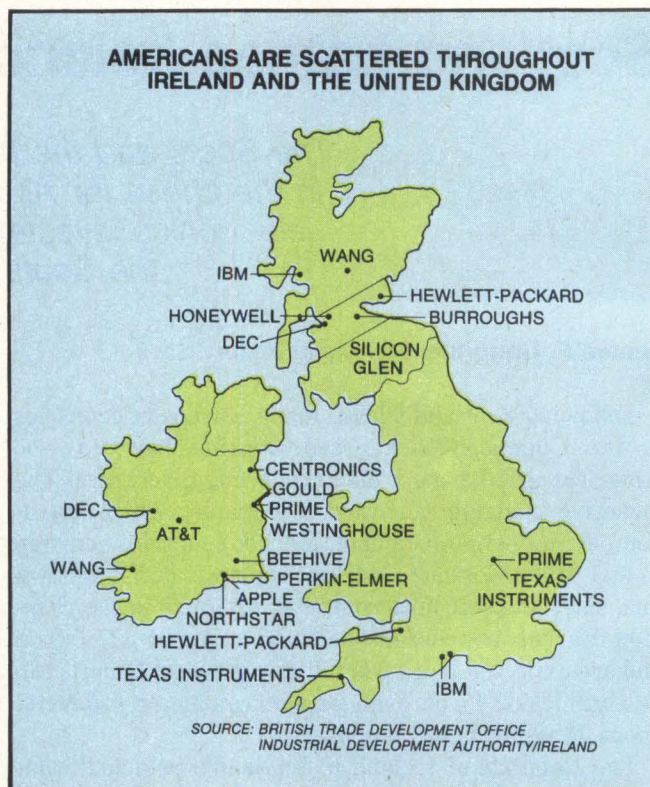 AMERICANS ARE SCATTERED THROUGHOUT
IRELAND AND THE UNITED KINGDOM
WANG
IBM
HEWLETT-PACKARD
HONEYWELL
BURROUGHS
DEC
SILICON
GLEN
CENTRONICS
GOULD
DEC
PRIME
AT&T
WESTINGHOUSE
WANG
BEEHIVE
PERKIN-ELMER
APPLE
NORTHSTAR
PRIME
TEXAS
INSTRUMENTS
HEWLETT-PACKARD
TEXAS INSTRUMENTS
IBM
SOURCE: BRITISH TRADE DEVELOPMENT OFFICE
INDUSTRIAL DEVELOPMENT AUTHORITY/IRELAND